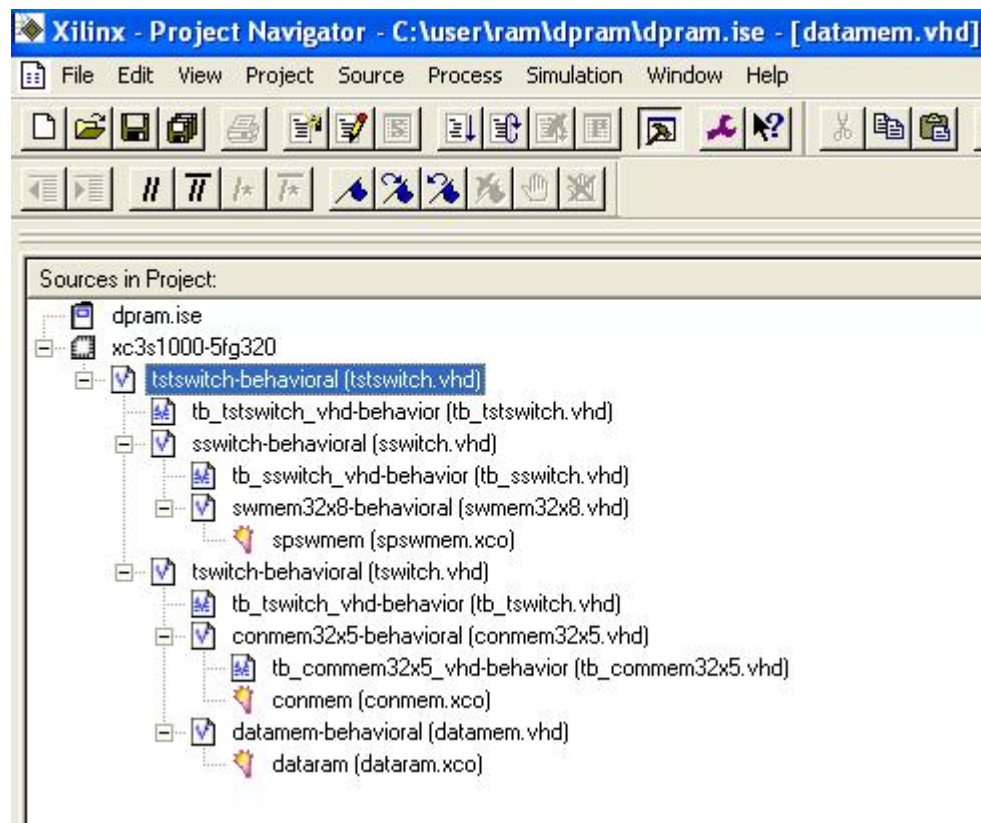 Xilinx - Project Navigator - C:\user\ram\dpram\dpram.ise - [datamem.vhd]
File Edit View Project Source Process Simulation Window Help
Sources in Project:
dpram.ise
xc3s1000-5fg320
tstswitch-behavioral (tstswitch.vhd)
tb_tstswitch_vhd-behavior (tb_tstswitch.vhd)
sswitch-behavioral (sswitch.vhd)
tb_sswitch_vhd-behavior (tb_sswitch.vhd)
swmem32x8-behavioral (swmem32x8.vhd)
spswmem (spswmem.xco)
tswitch-behavioral (tswitch.vhd)
tb_tswitch_vhd-behavior (tb_tswitch.vhd)
conmem32x5-behavioral (conmem32x5.vhd)
tb_commem32x5_vhd-behavior (tb_commem32x5.vhd)
conmem (conmem.xco)
datamem-behavioral (datamem.vhd)
dataram (dataram.xco)